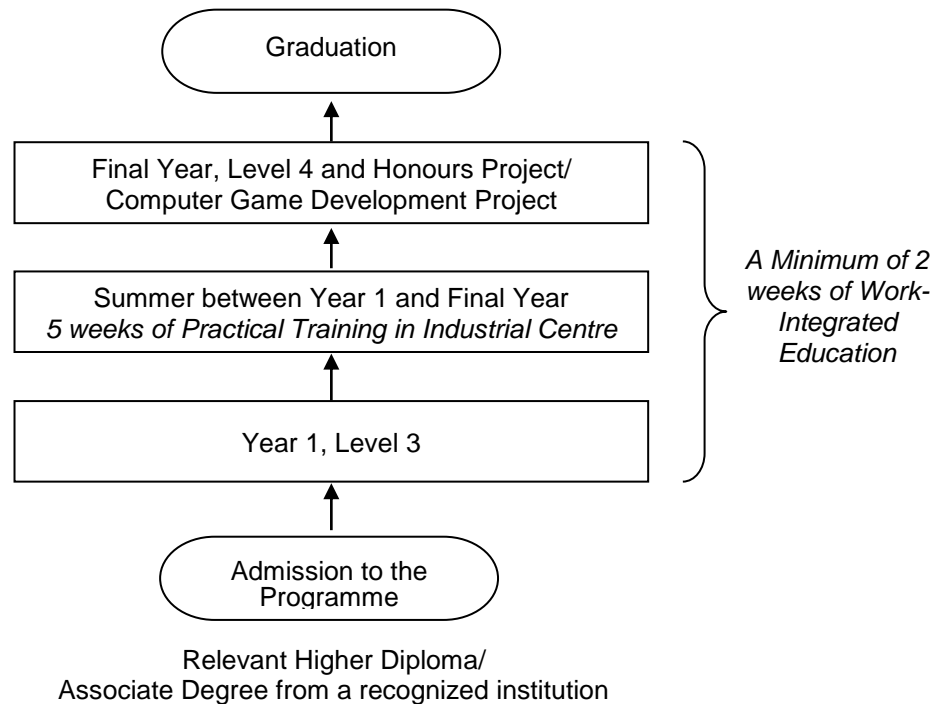 Graduation
Final Year, Level 4 and Honours Project/
Computer Game Development Project
Summer between Year 1 and Final Year
5 weeks of Practical Training in Industrial Centre
Year 1, Level 3
A Minimum of 2
weeks of Work-
Integrated
Education
Admission to the
Programme
Relevant Higher Diploma/
Associate Degree from a recognized institution